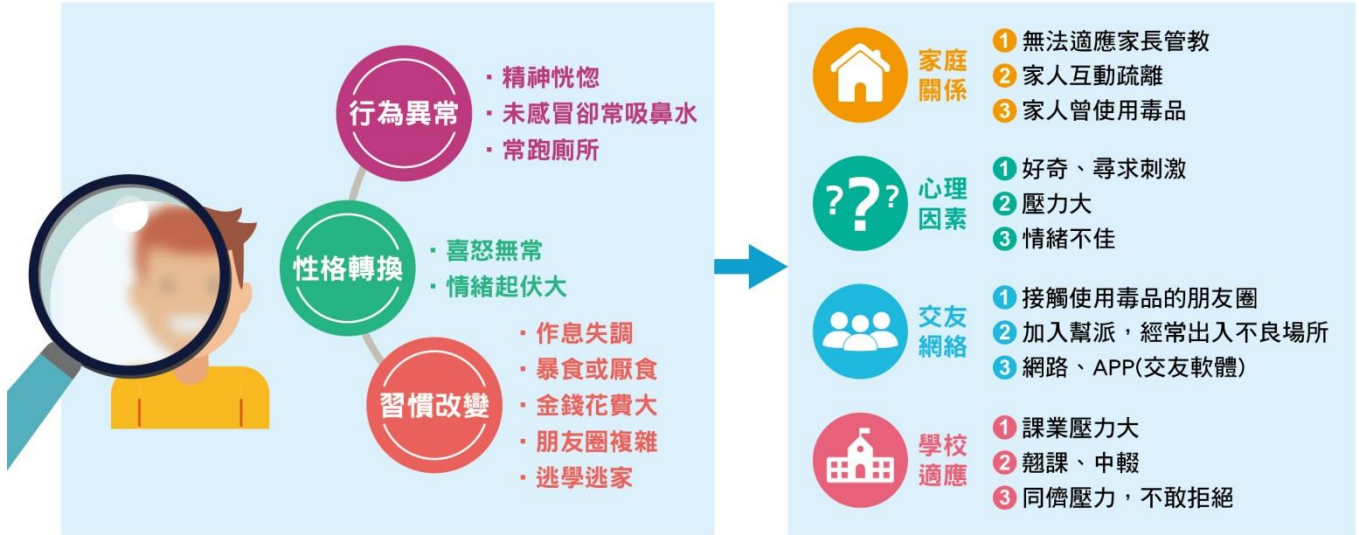 行為異常
・精神恍惚
・未感冒卻常吸鼻水
・常跑廁所
性格轉換
・喜怒無常
・情緒起伏大
習慣改變
・作息失調
・暴食或厭食
・金錢花費大
・朋友圈複雜
・逃學逃家
家庭
關係
1 無法適應家長管教
2 家人互動疏離
3 家人曾使用毒品
???
心理
因素
1 好奇、尋求刺激
2 壓力大
3 情緒不佳
交友
網絡
1 接觸使用毒品的朋友圈
2 加入幫派，經常出入不良場所
3 網路、APP(交友軟體)
學校
適應
1 課業壓力大
2 翹課、中輟
3 同儕壓力，不敢拒絕